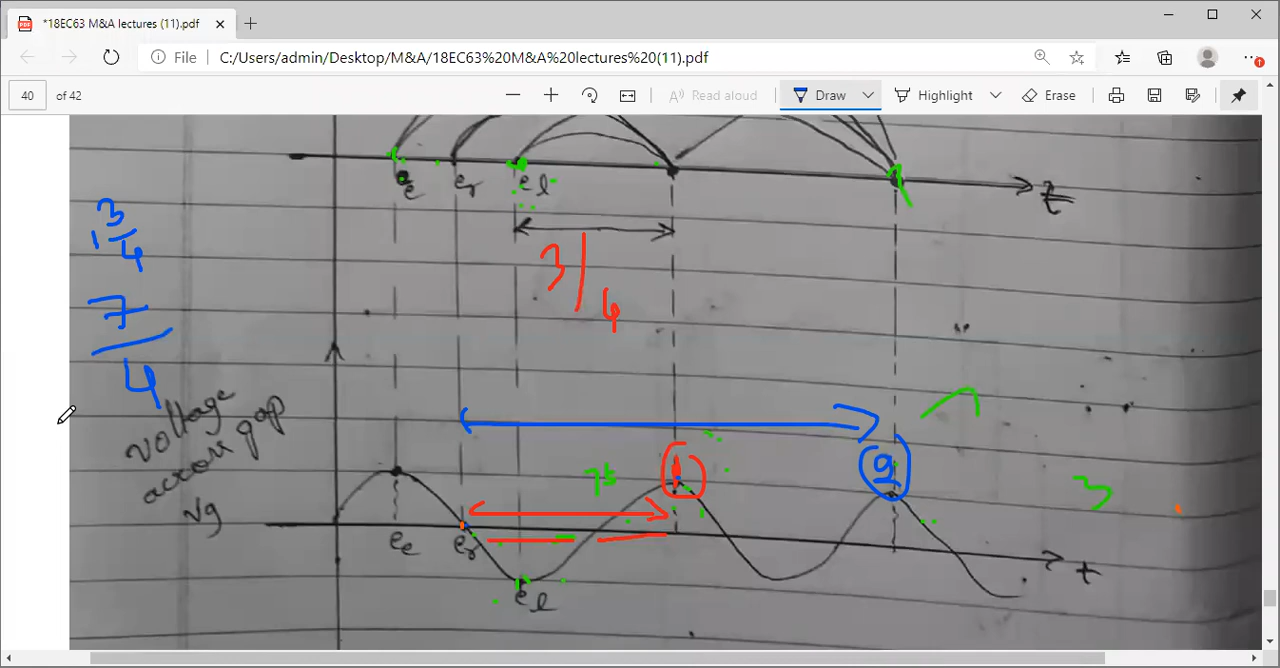 *18EC63 M&A lectures (11).pdf
File C:/Users/admin/Desktop/M&A/18EC63%20M&A%20lectures%20(11).pdf
40 of 42 Read aloud Draw Highlight Erase
e er el t
1 3/4
3/4
7/4
voltage
across gap
Vg
1st
1
2
3
ee er t
el